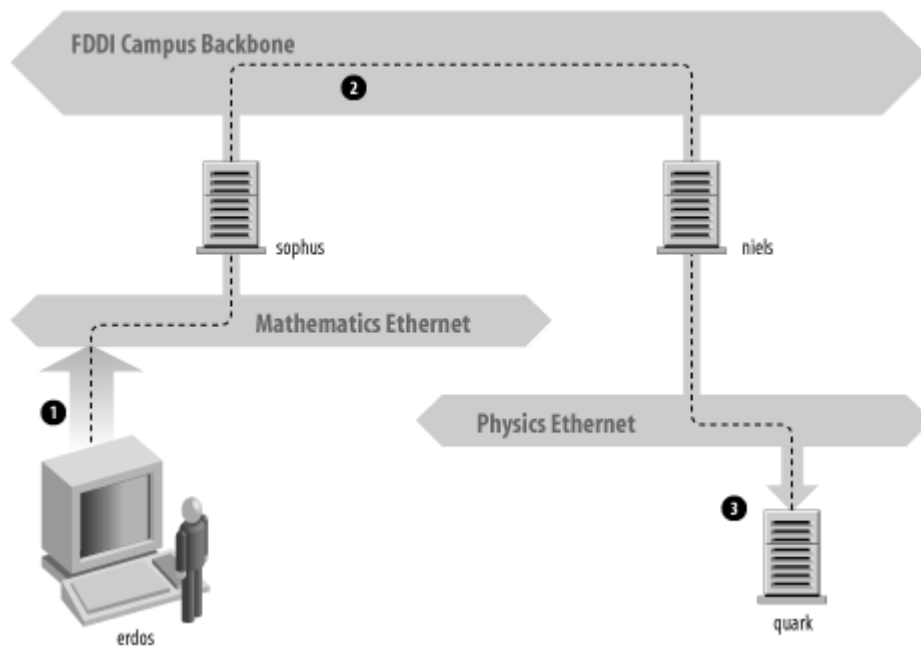 FDDI Campus Backbone
2
sophus
niels
Mathematics Ethernet
1
Physics Ethernet
3
erdos
quark